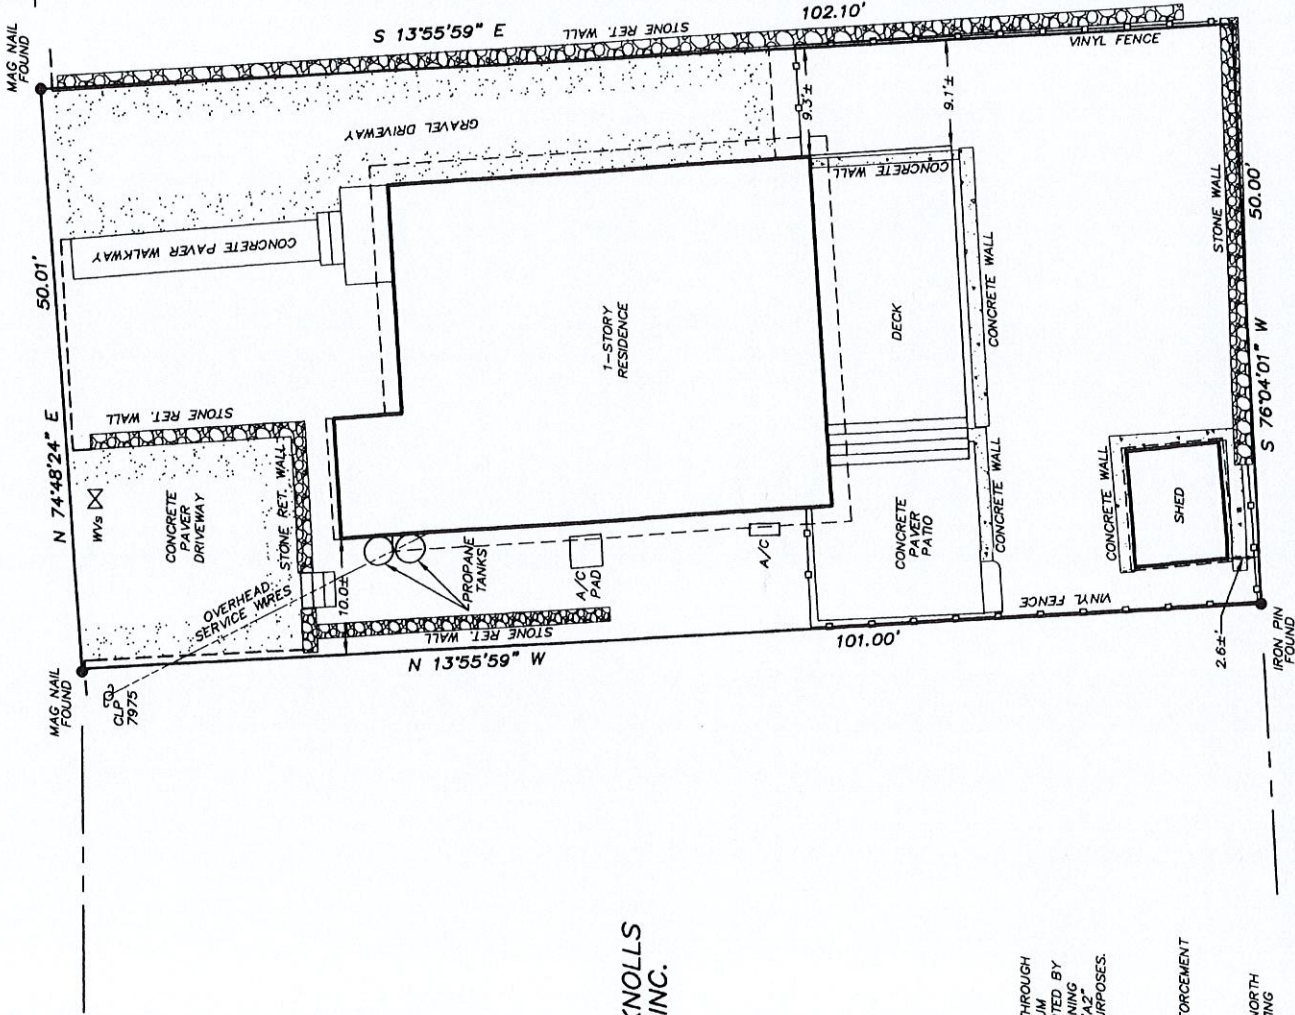 MAG NAIL
FOUND
S 13°55'59" E
STONE RET. WALL
102.10'
VINYL FENCE
GRAVEL DRIVEWAY
9.3'±
9.1'±
50.01'
CONCRETE PAVER WALKWAY
CONCRETE WALL
STONE WALL
50.00'
N 74°48'24" E
STONE RET. WALL
1-STORY
RESIDENCE
DECK
CONCRETE WALL
S 76°04'01" W
WVs
CONCRETE
PAVER
DRIVEWAY
STONE RET. WALL
CONCRETE
PAVER
PATIO
CONCRETE WALL
CONCRETE WALL
SHED
OVERHEAD
SERVICE WIRES
10.0±
PROPANE
TANKS
A/C
PAD
A/C
STONE RET. WALL
VINYL FENCE
N 13°55'59" W
101.00'
2.6±'
MAG NAIL
FOUND
CLP
7975
IRON PIN
FOUND
KNOLLS
INC.
HROUGH
UM
TED BY
NING
A2"
RPOSES.
ORCEMENT
NORTH
ING